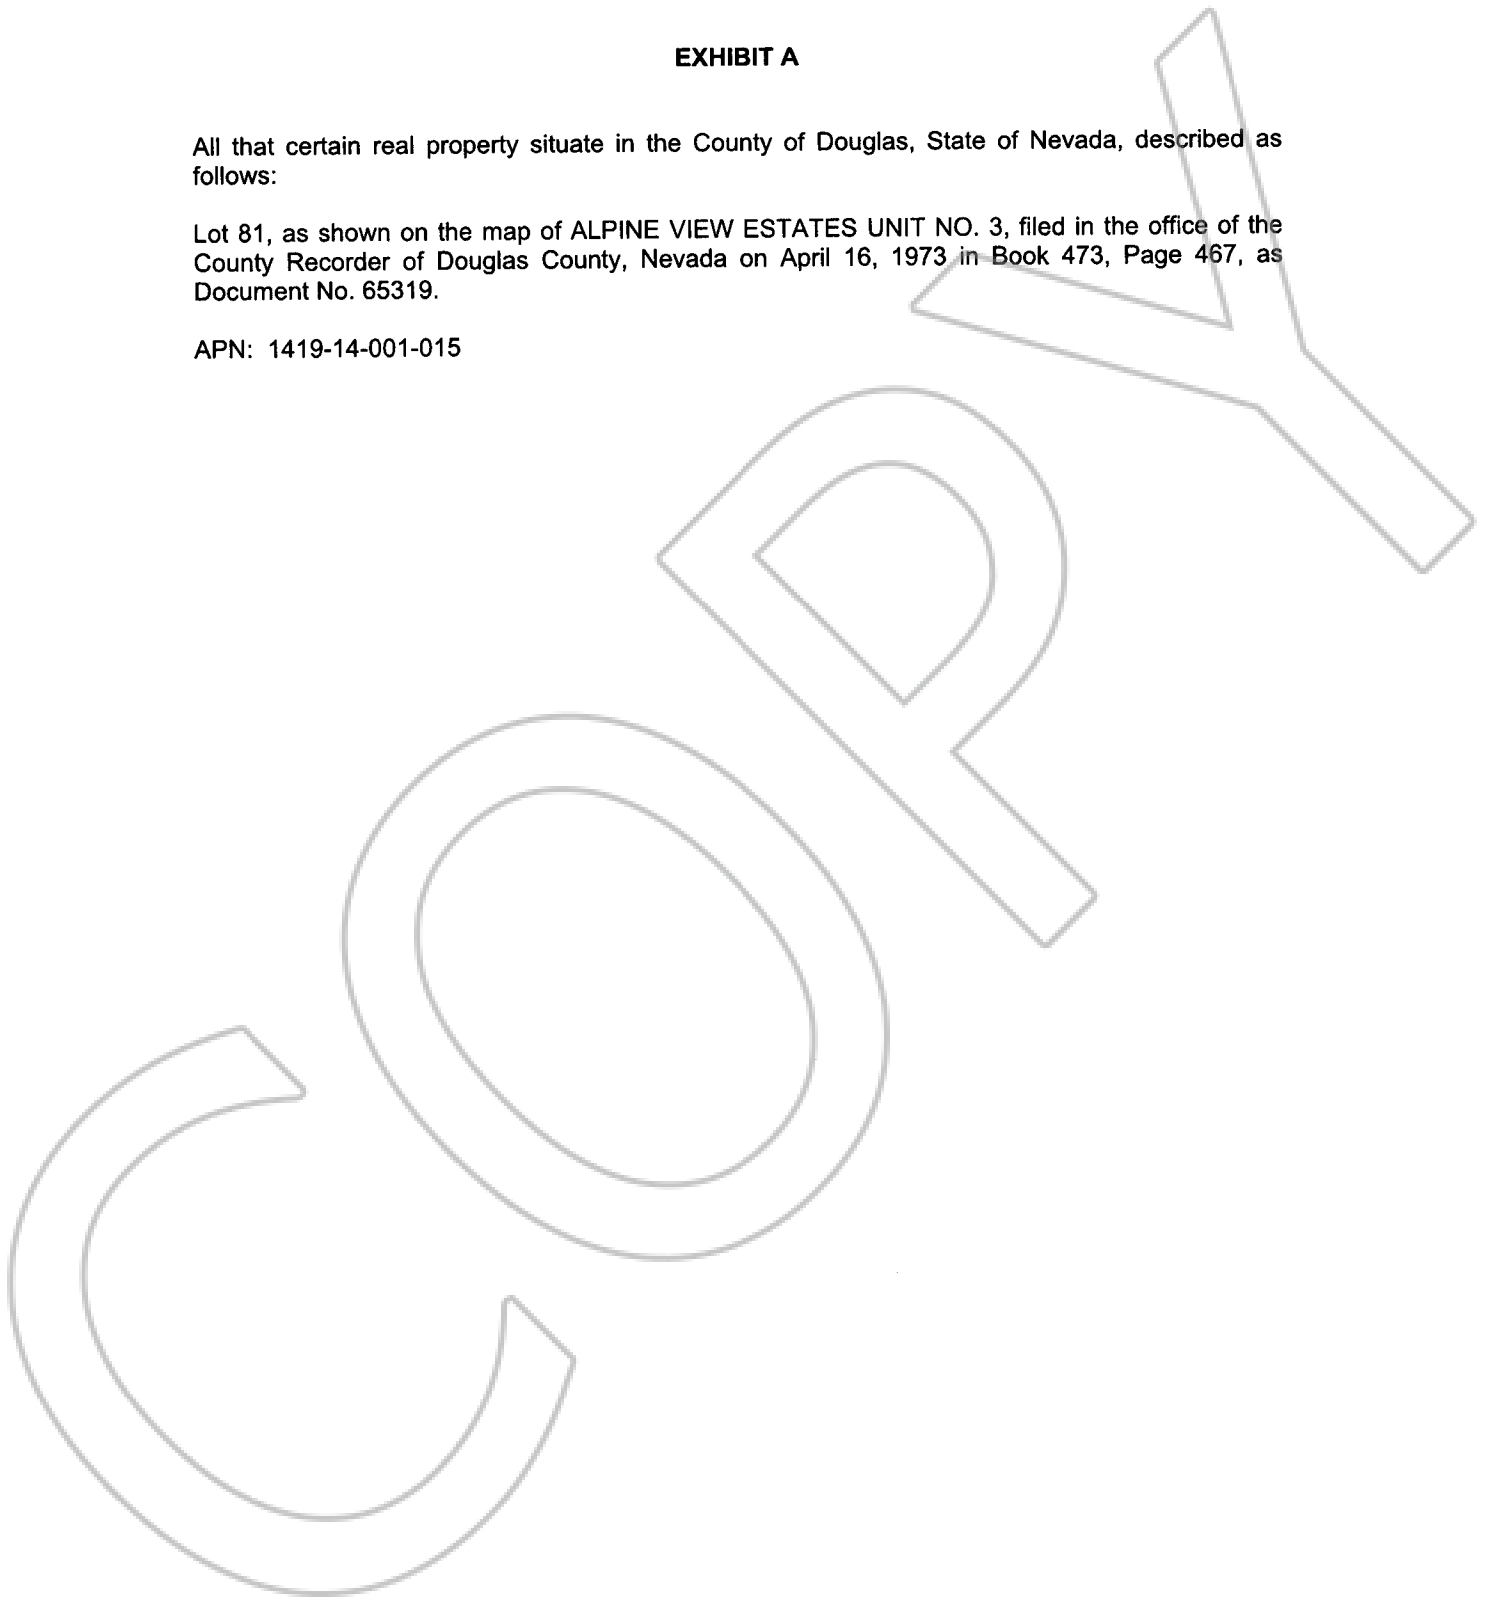 EXHIBIT A
All that certain real property situate in the County of Douglas, State of Nevada, described as
follows:
Lot 81, as shown on the map of ALPINE VIEW ESTATES UNIT NO. 3, filed in the office of the
County Recorder of Douglas County, Nevada on April 16, 1973 in Book 473, Page 467, as
Document No. 65319.
APN: 1419-14-001-015
COPY